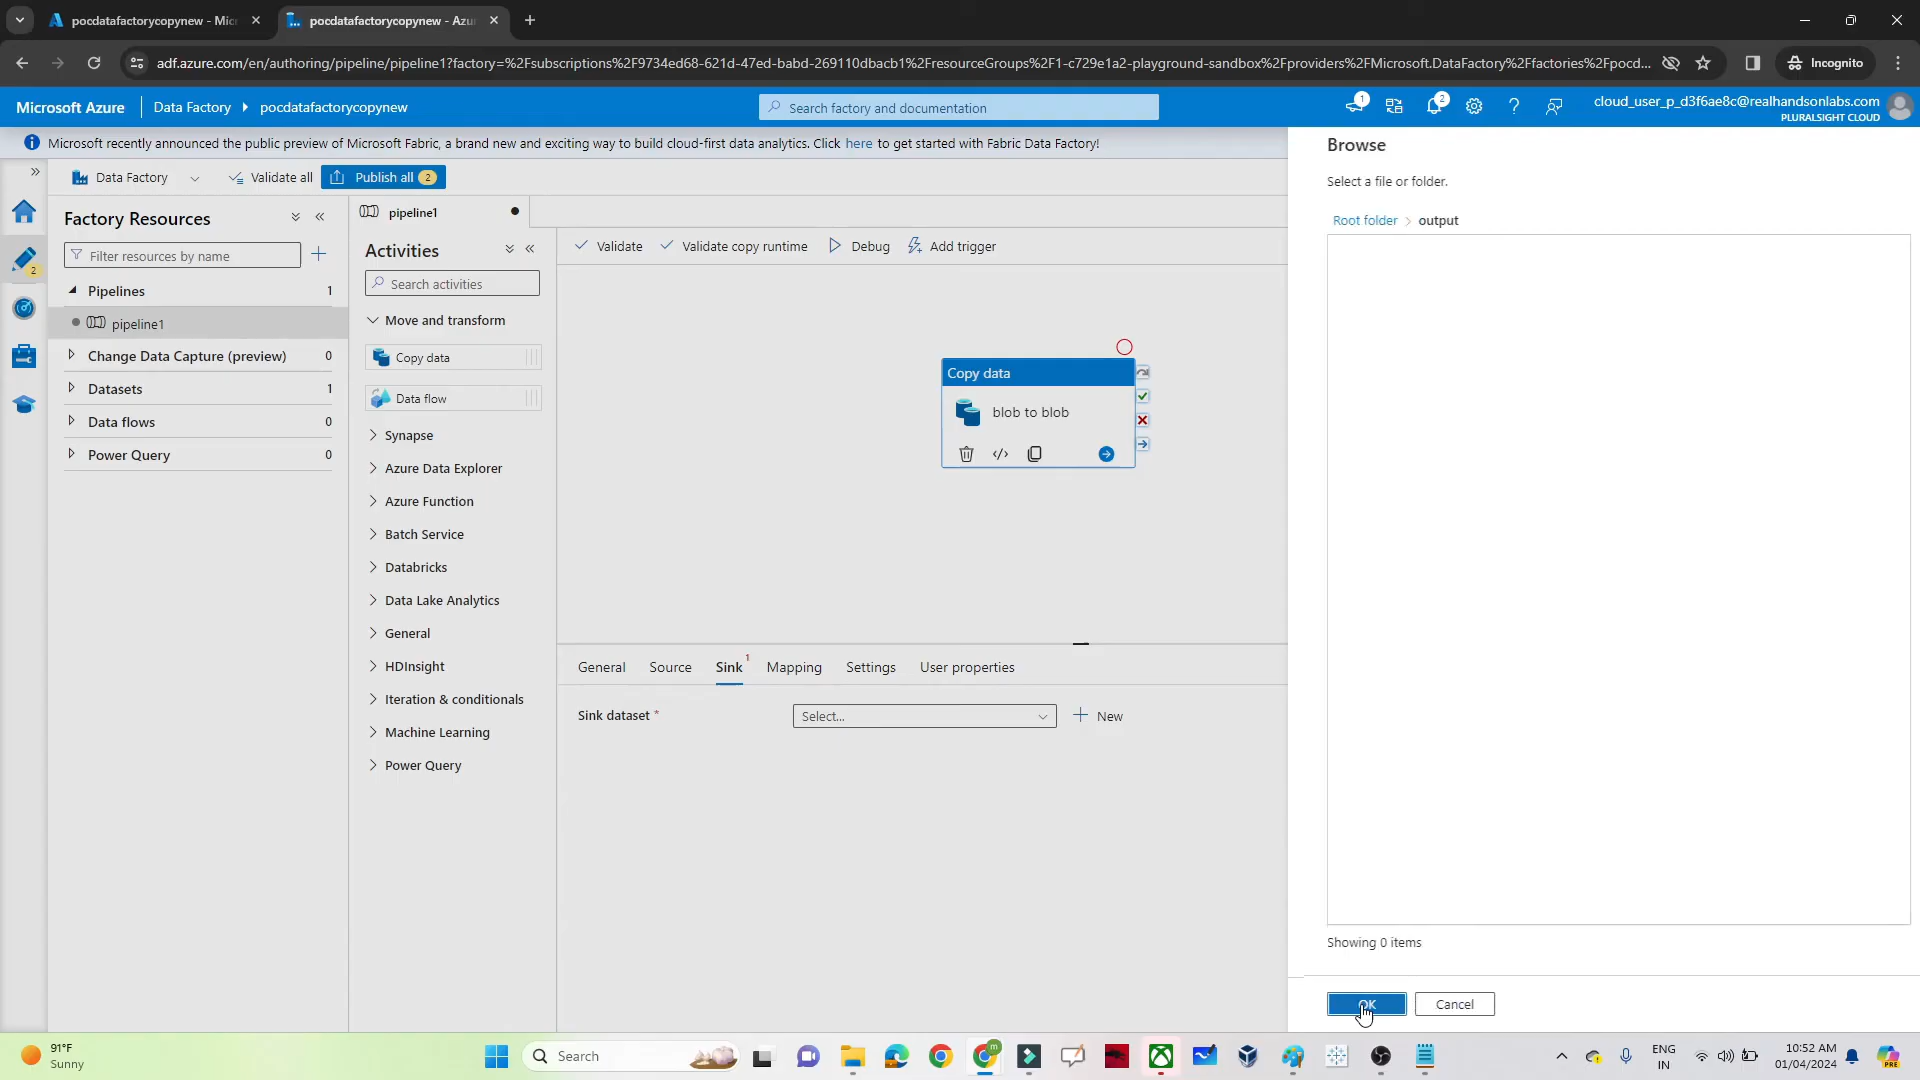 pocdatafactorycopynew - Mic
pocdatafactorycopynew - Azu
adf.azure.com/en/authoring/pipeline/pipeline1?factory=%2Fsubscriptions%2F9734ed68-621d-47ed-babd-269110dbacb1%2FresourceGroups%2F1-c729e1a2-playground-sandbox%2Fproviders%2FMicrosoft.DataFactory%2Ffactories%2Fpocd...
Incognito
Microsoft Azure
Data Factory
pocdatafactorycopynew
Search factory and documentation
1
2
cloud_user_p_d3f6ae8c@realhandsonlabs.com
PLURALSIGHT CLOUD
Microsoft recently announced the public preview of Microsoft Fabric, a brand new and exciting way to build cloud-first data analytics. Click here to get started with Fabric Data Factory!
Data Factory
Validate all
Publish all 2
2
Factory Resources
Filter resources by name
Pipelines 1
pipeline1
Change Data Capture (preview) 0
Datasets 1
Data flows 0
Power Query 0
pipeline1
Activities
Search activities
Move and transform
Copy data
Data flow
Synapse
Azure Data Explorer
Azure Function
Batch Service
Databricks
Data Lake Analytics
General
HDInsight
Iteration & conditionals
Machine Learning
Power Query
Validate
Validate copy runtime
Debug
Add trigger
Copy data
blob to blob
General
Source
Sink 1
Mapping
Settings
User properties
Sink dataset *
Select...
New
Browse
Select a file or folder.
Root folder > output
Showing 0 items
OK
Cancel
91°F
Sunny
Search
m
ENG
IN
10:52 AM
01/04/2024
PRE